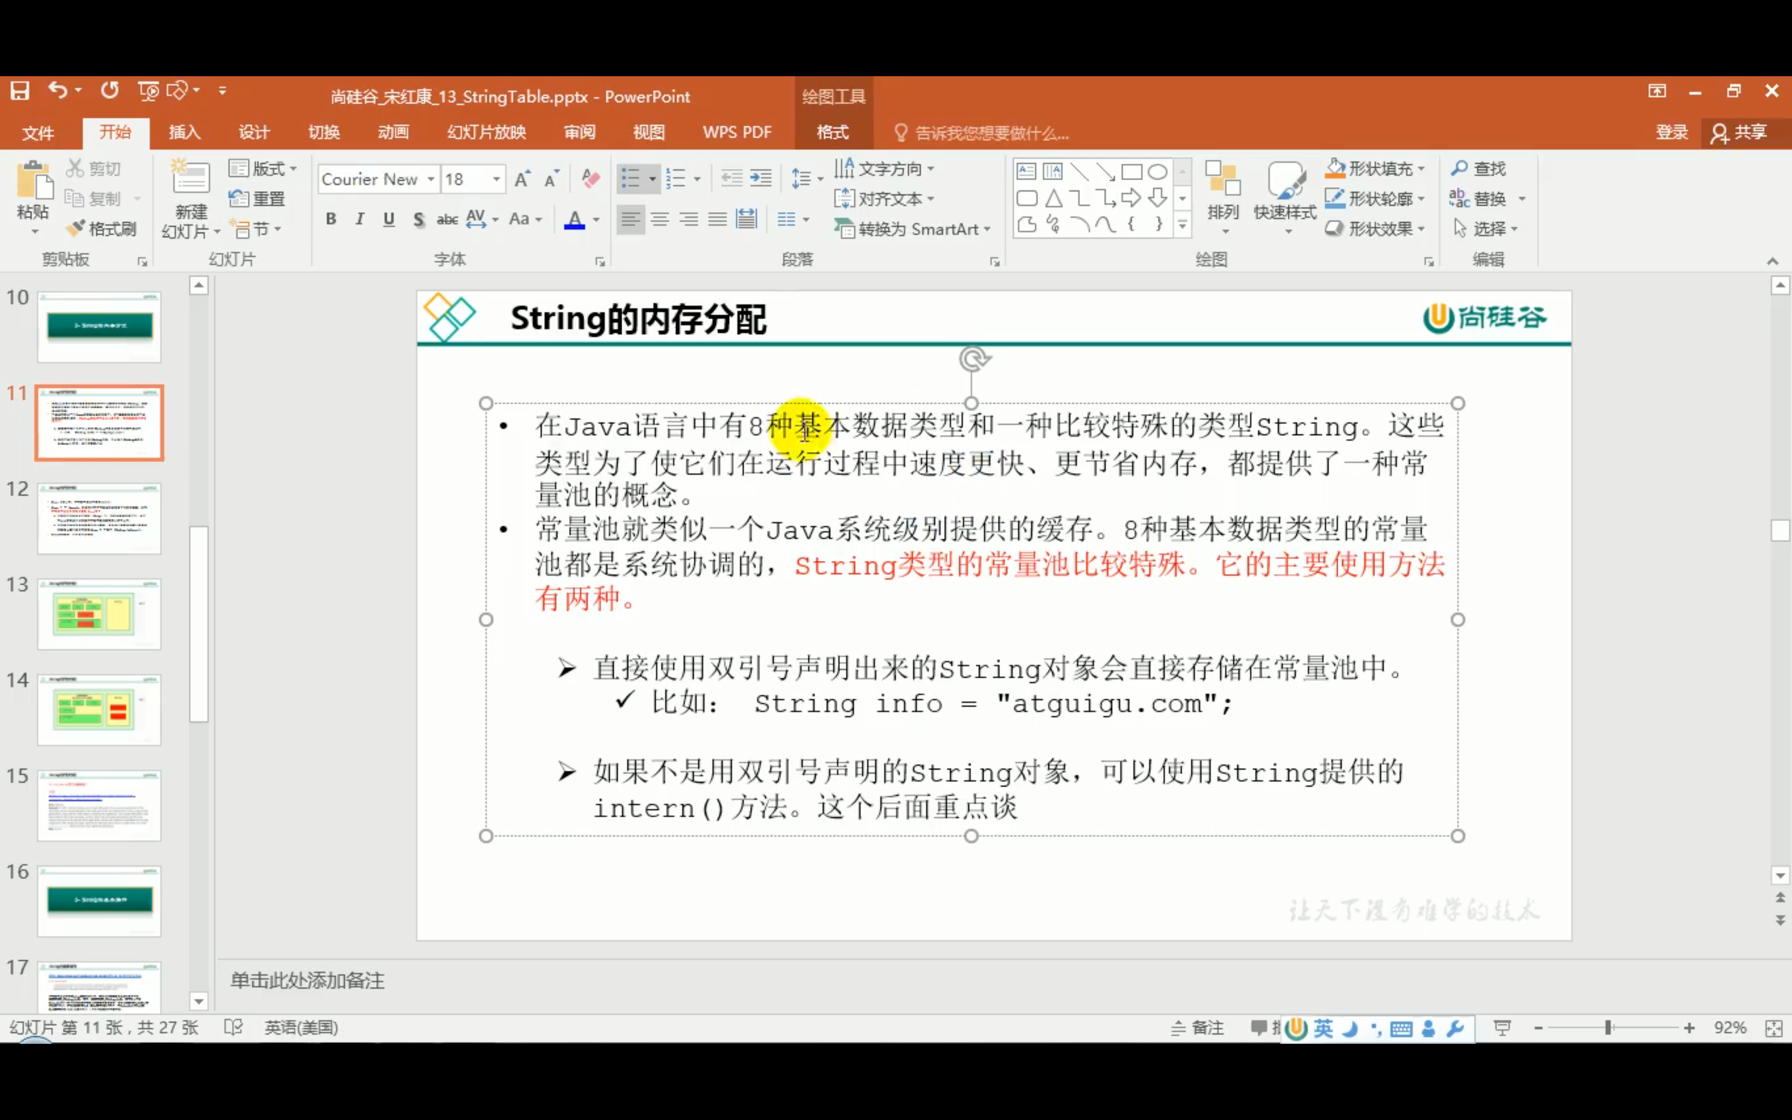 尚硅谷_宋红康_13_StringTable.pptx - PowerPoint
绘图工具
文件
开始
插入
设计
切换
动画
幻灯片放映
审阅
视图
WPS PDF
格式
告诉我您想要做什么...
登录
共享
粘贴
剪切
复制
格式刷
剪贴板
新建
幻灯片
版式
重置
节
幻灯片
Courier New
18
B I U S abc AV Aa A
字体
文字方向
对齐文本
转换为 SmartArt
段落
排列
快速样式
形状填充
形状轮廓
形状效果
绘图
查找
替换
选择
编辑
10
11
12
13
14
15
16
17
String的内存分配
尚硅谷
• 在Java语言中有8种基本数据类型和一种比较特殊的类型String。这些
类型为了使它们在运行过程中速度更快、更节省内存，都提供了一种常
量池的概念。
• 常量池就类似一个Java系统级别提供的缓存。8种基本数据类型的常量
池都是系统协调的，String类型的常量池比较特殊。它的主要使用方法
有两种。
➢ 直接使用双引号声明出来的String对象会直接存储在常量池中。
✓ 比如： String info = "atguigu.com";
➢ 如果不是用双引号声明的String对象，可以使用String提供的
intern()方法。这个后面重点谈
让天下没有难学的技术
单击此处添加备注
幻灯片 第 11 张，共 27 张
英语(美国)
备注
英
92%